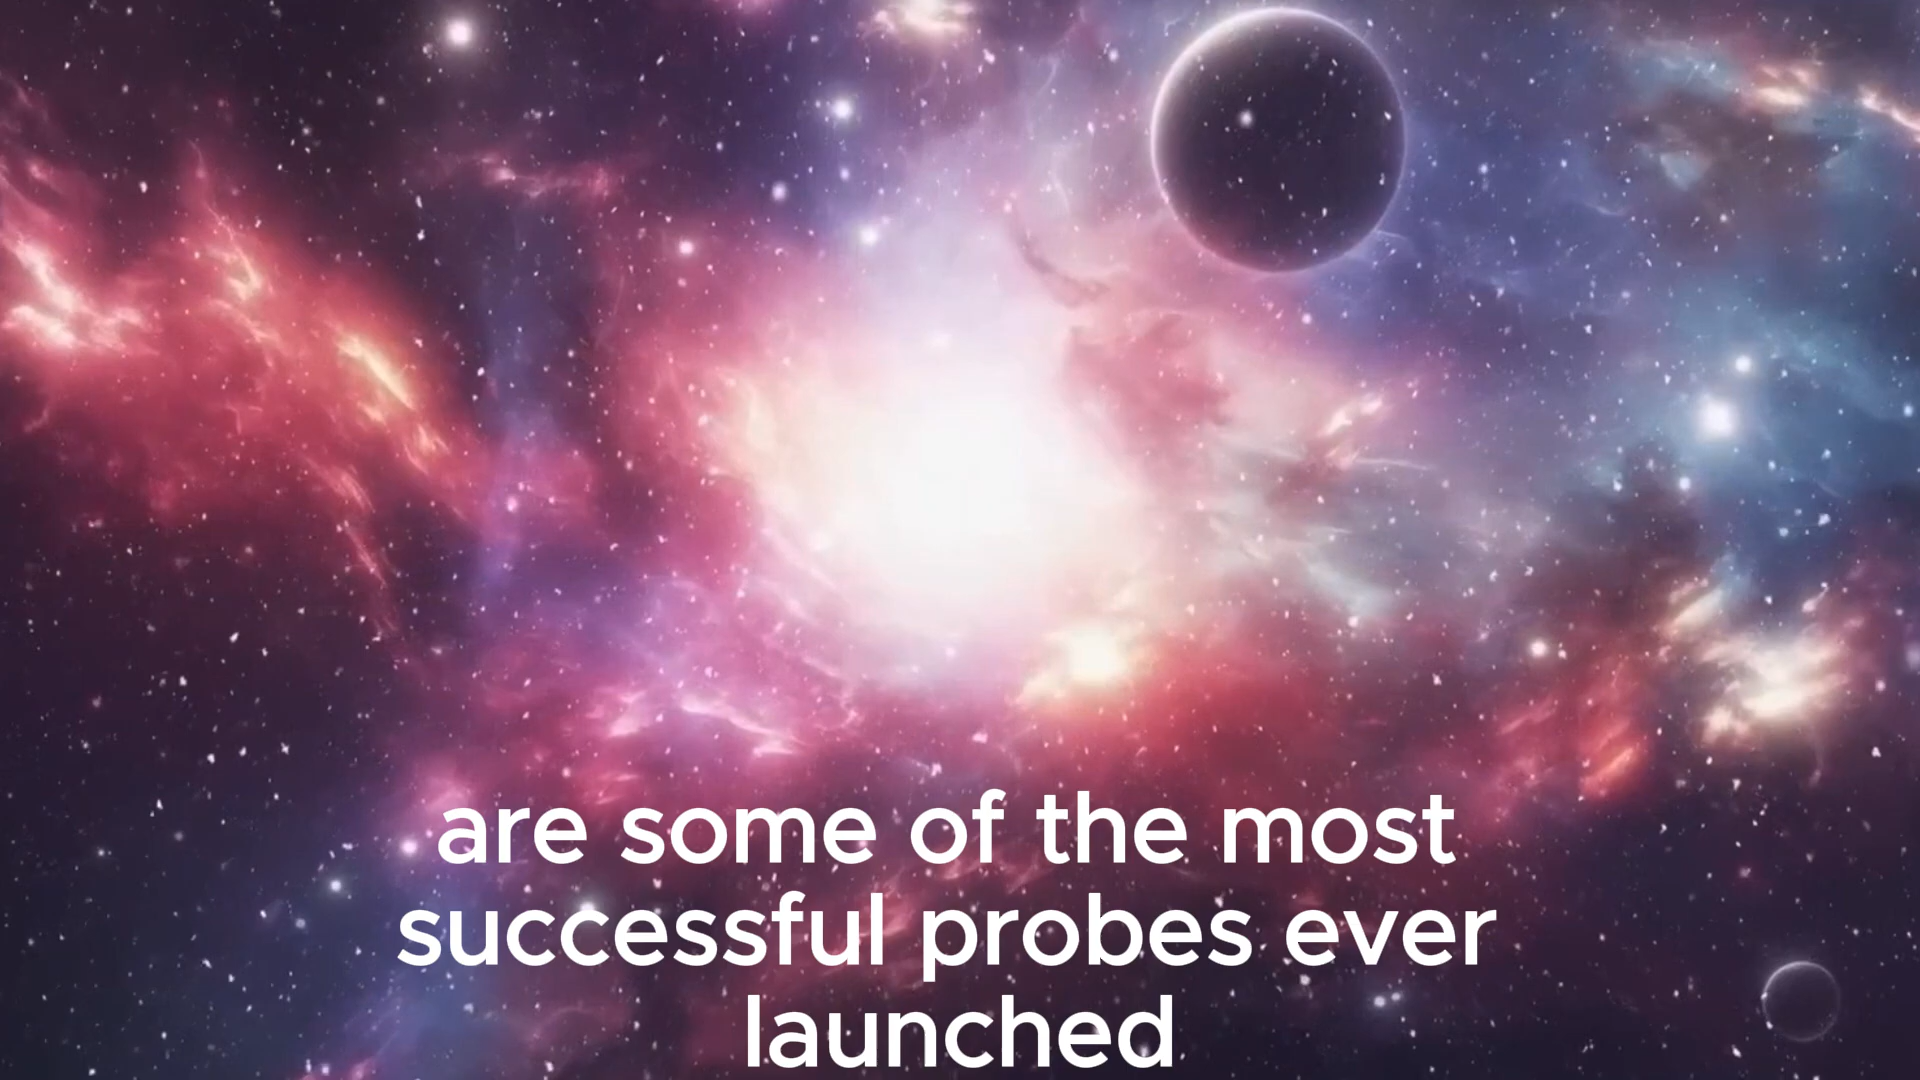 are some of the most
successful probes ever
launched